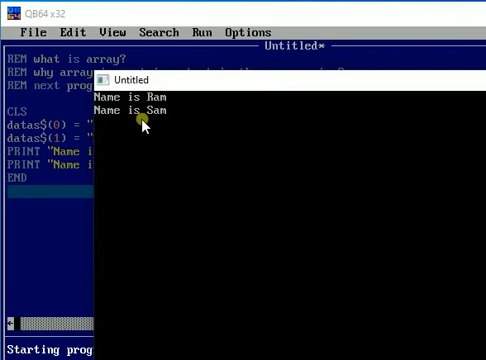 QB64 x32
File Edit View Search Run Options
Untitled*
REM what is array?
REM why array
REM next prog
Untitled
Name is Ram
Name is Sam
CLS
datas$(0) = "
datas$(1) = "
PRINT "Name i
PRINT "Name i
END
Starting prog